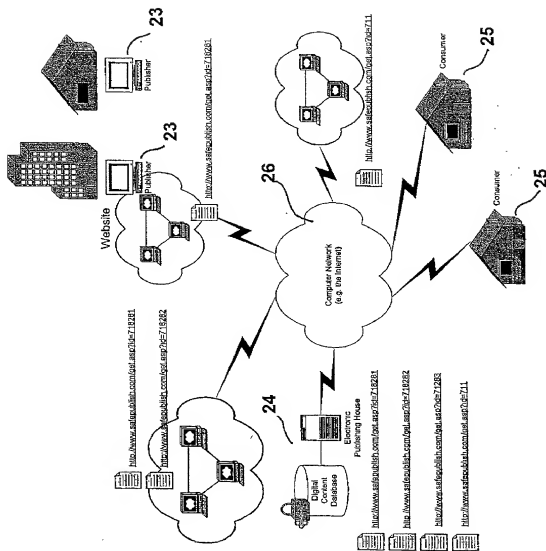 23
Publisher
23
Publisher
Website
http://www.safepublish.com/get.asp?id=718281
http://www.safepublish.com/get.asp?id=718281
http://www.safepublish.com/get.asp?id=718282
http://www.safepublish.com/get.asp?id=711
26
Computer Network
(e.g. the Internet)
24
Electronic
Publishing House
Digital
Content
Database
Consumer
25
Consumer
25
http://www.safepublish.com/get.asp?id=718281
http://www.safepublish.com/get.asp?id=718282
http://www.safepublish.com/get.asp?id=71283
http://www.safepublish.com/get.asp?id=711